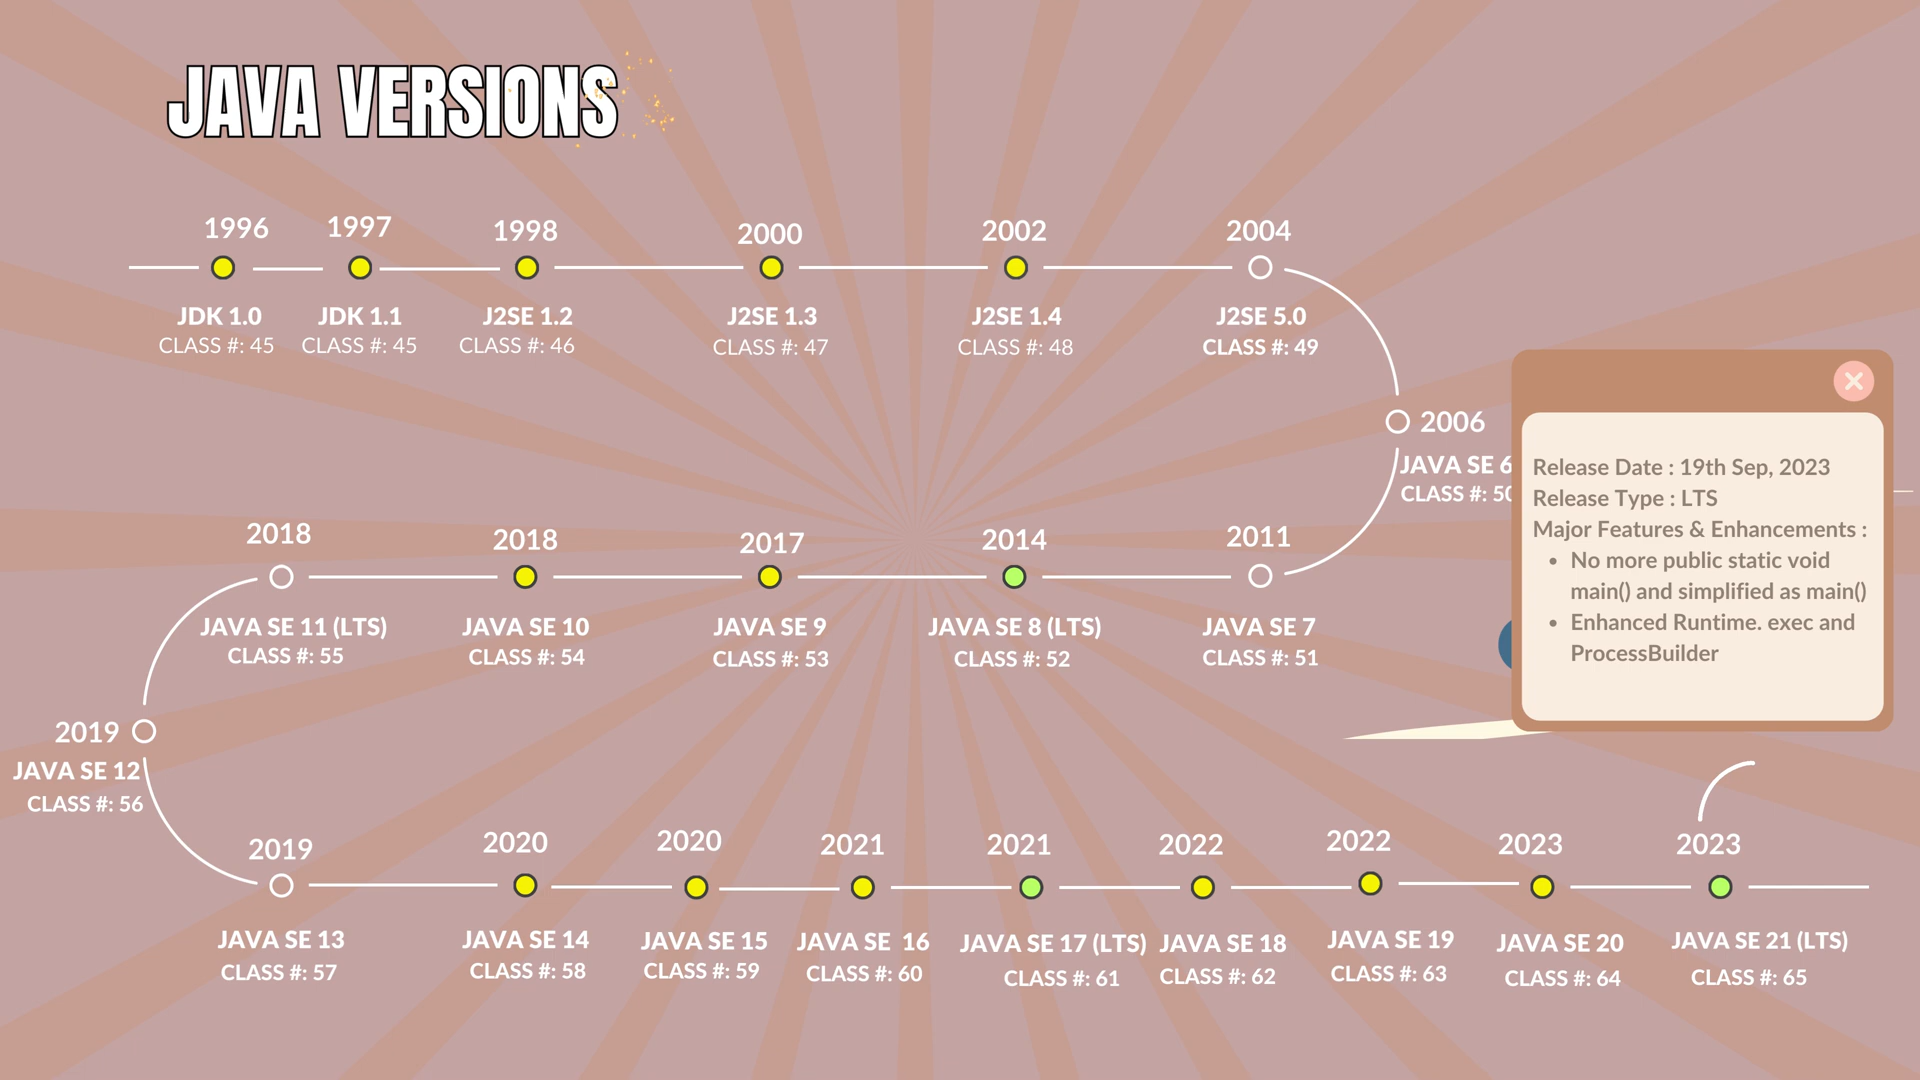 JAVA VERSIONS
1996
1997
1998
2000
2002
2004
JDK 1.0
JDK 1.1
J2SE 1.2
J2SE 1.3
J2SE 1.4
J2SE 5.0
CLASS #: 45
CLASS #: 45
CLASS #: 46
CLASS #: 47
CLASS #: 48
CLASS #: 49
2006
JAVA SE 6
CLASS #: 50
Release Date : 19th Sep, 2023
Release Type : LTS
Major Features & Enhancements :
• No more public static void
main() and simplified as main()
• Enhanced Runtime. exec and
ProcessBuilder
2018
2018
2017
2014
2011
JAVA SE 11 (LTS)
JAVA SE 10
JAVA SE 9
JAVA SE 8 (LTS)
JAVA SE 7
CLASS #: 55
CLASS #: 54
CLASS #: 53
CLASS #: 52
CLASS #: 51
2019
JAVA SE 12
CLASS #: 56
2019
2020
2020
2021
2021
2022
2022
2023
2023
JAVA SE 13
JAVA SE 14
JAVA SE 15
JAVA SE 16
JAVA SE 17 (LTS)
JAVA SE 18
JAVA SE 19
JAVA SE 20
JAVA SE 21 (LTS)
CLASS #: 57
CLASS #: 58
CLASS #: 59
CLASS #: 60
CLASS #: 61
CLASS #: 62
CLASS #: 63
CLASS #: 64
CLASS #: 65